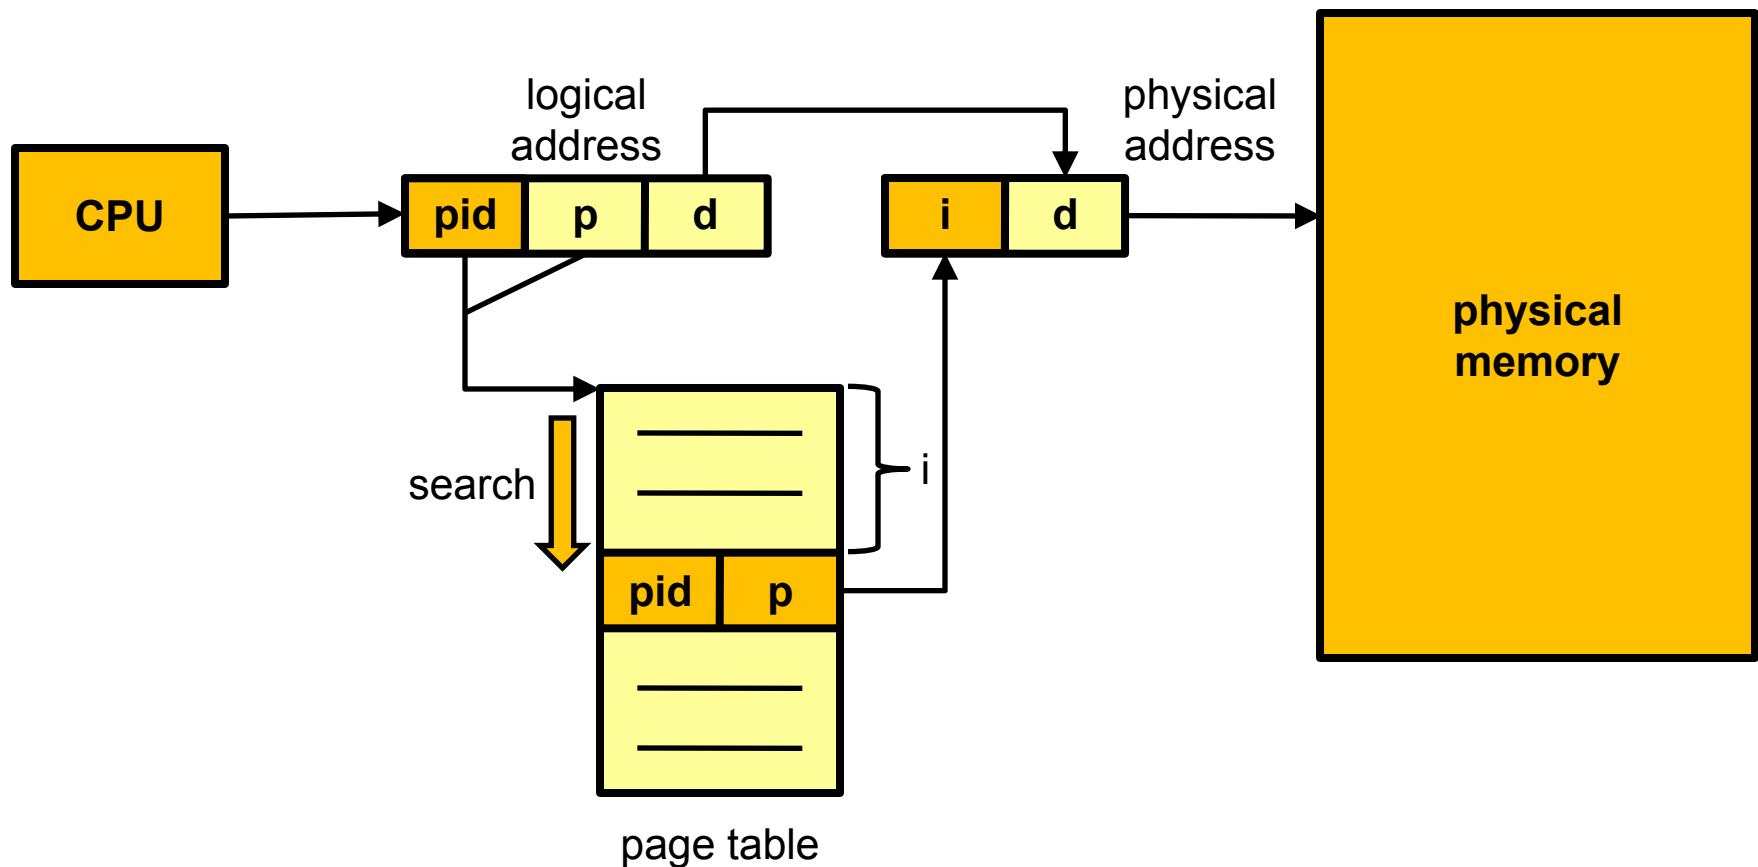 logical
address
physical
address
CPU
pid
p
d
i
d
physical
memory
search
i
pid
p
page table